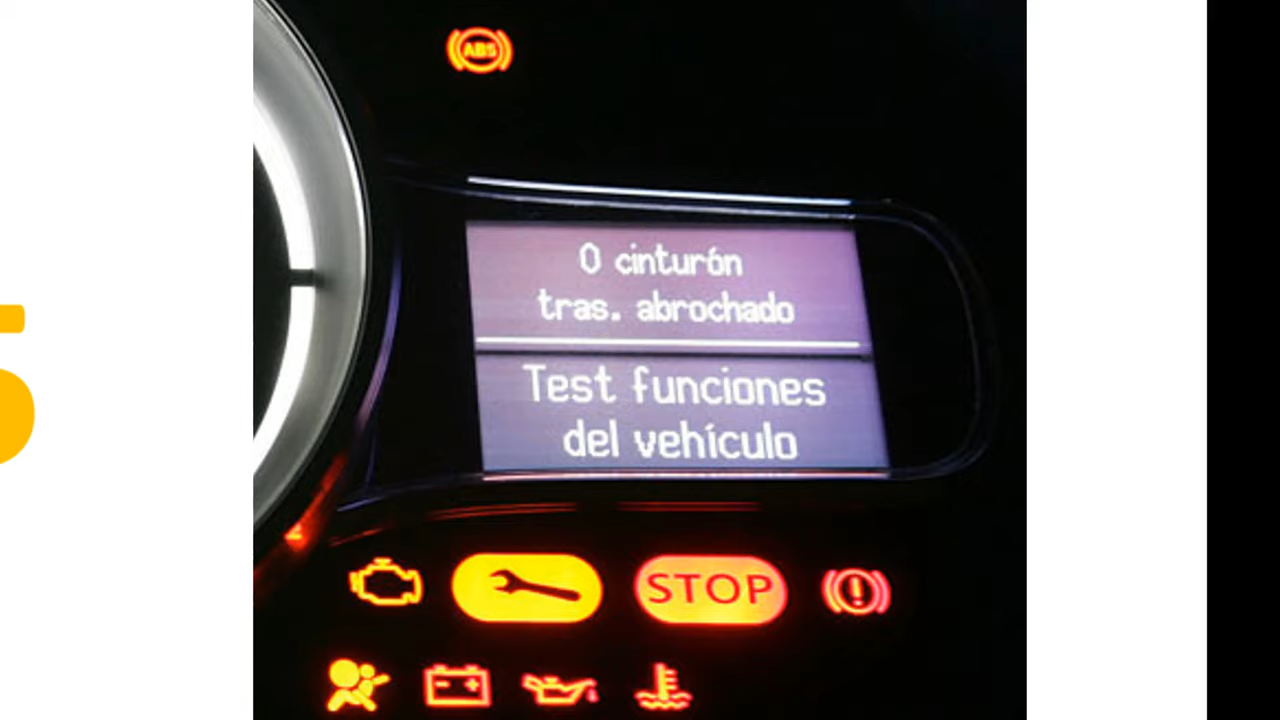 ABS
0 cinturón
tras. abrochado
Test funciones
del vehículo
STOP